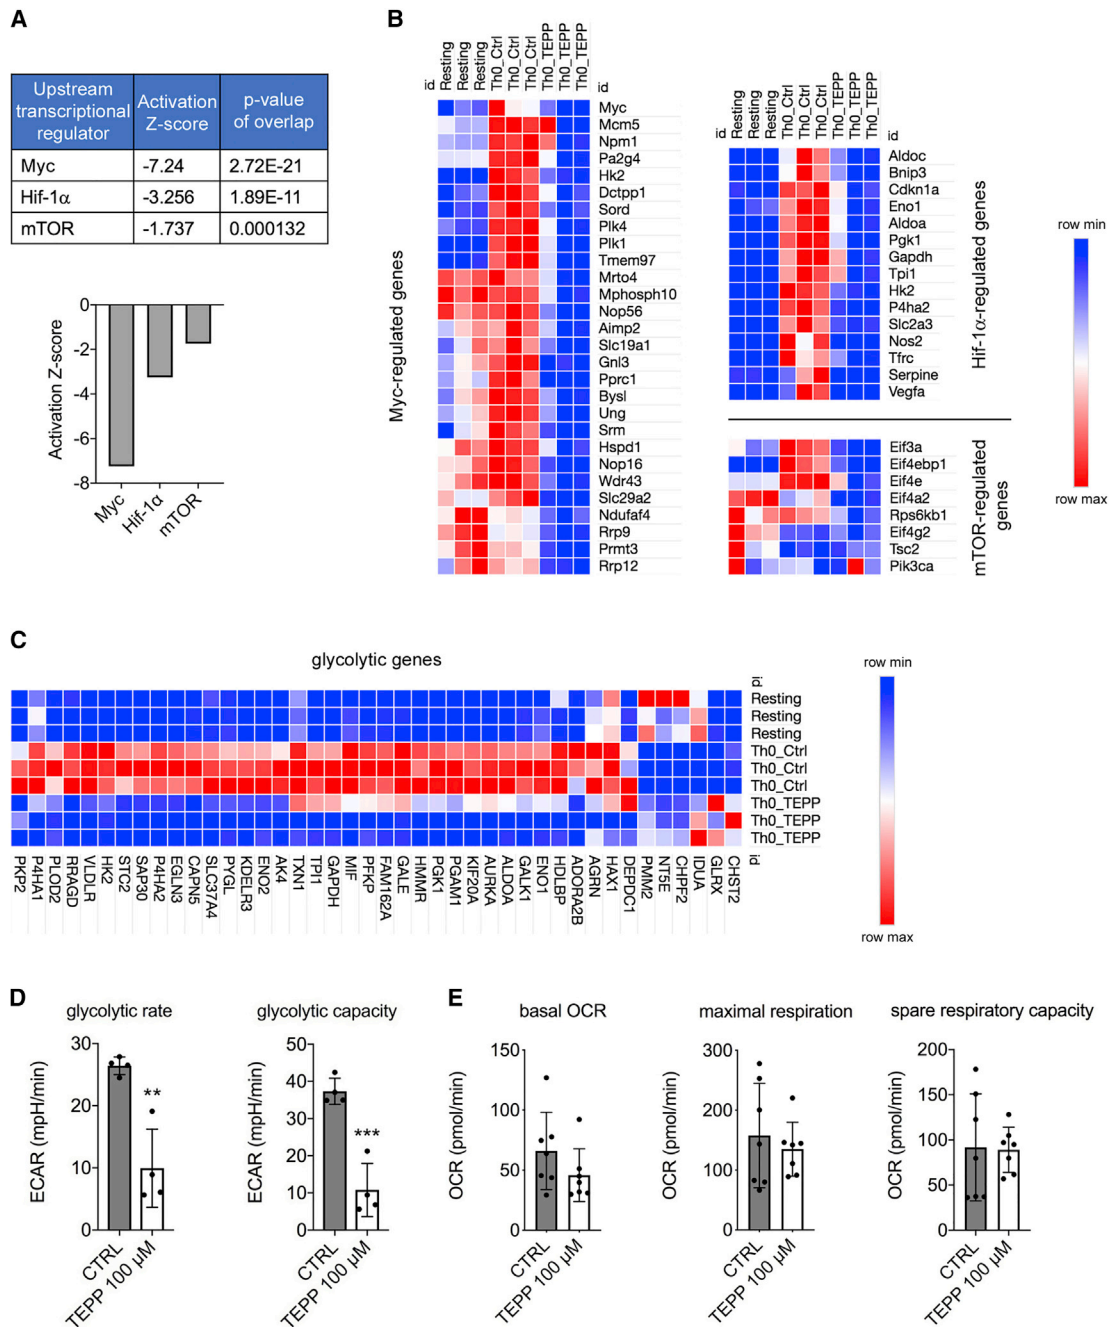 A
Upstream transcriptional regulator	Activation Z-score	p-value of overlap
Myc	-7.24	2.72E-21
Hif-1α	-3.256	1.89E-11
mTOR	-1.737	0.000132
Activation Z-score
0
-2
-4
-6
-8
Myc
Hif-1α
mTOR
B
id Resting Resting Resting Th0_Ctrl Th0_Ctrl Th0_Ctrl Th0_TEPP Th0_TEPP Th0_TEPP id
Myc-regulated genes
Myc
Mcm5
Npm1
Pa2g4
Hk2
Dctpp1
Sord
Plk4
Plk1
Tmem97
Mrto4
Mphosph10
Nop56
Aimp2
Slc19a1
Gnl3
Pprc1
Bysl
Ung
Srm
Hspd1
Nop16
Wdr43
Slc29a2
Ndufaf4
Rrp9
Prmt3
Rrp12
id Resting Resting Resting Th0_Ctrl Th0_Ctrl Th0_Ctrl Th0_TEPP Th0_TEPP Th0_TEPP id
Aldoc
Bnip3
Cdkn1a
Eno1
Aldoa
Pgk1
Gapdh
Tpi1
Hk2
P4ha2
Slc2a3
Nos2
Tfrc
Serpine
Vegfa
Hif-1α-regulated genes
Eif3a
Eif4ebp1
Eif4e
Eif4a2
Rps6kb1
Eif4g2
Tsc2
Pik3ca
mTOR-regulated
genes
row min
row max
C
glycolytic genes
id
Resting
Resting
Resting
Th0_Ctrl
Th0_Ctrl
Th0_Ctrl
Th0_TEPP
Th0_TEPP
Th0_TEPP
id
PKP2
P4HA1
PLOD2
RRAGD
VLDLR
HK2
STC2
SAP30
P4HA2
EGLN3
CAPN5
SLC37A4
PYGL
KDELR3
ENO2
AK4
TXN1
TPI1
GAPDH
MIF
PFKP
FAM162A
GALE
HMMR
PGK1
PGAM1
KIF20A
AURKA
ALDOA
GALK1
ENO1
HDLBP
ADORA2B
AGRN
HAX1
DEPDC1
PMM2
NT5E
CHPF2
IDUA
GLRX
CHST2
row min
row max
D
glycolytic rate
ECAR (mpH/min)
30
20
10
0
**
CTRL
TEPP 100 μM
glycolytic capacity
ECAR (mpH/min)
50
40
30
20
10
0
***
CTRL
TEPP 100 μM
E
basal OCR
OCR (pmol/min)
150
100
50
0
CTRL
TEPP 100 μM
maximal respiration
OCR (pmol/min)
300
200
100
0
CTRL
TEPP 100 μM
spare respiratory capacity
OCR (pmol/min)
200
150
100
50
0
CTRL
TEPP 100 μM